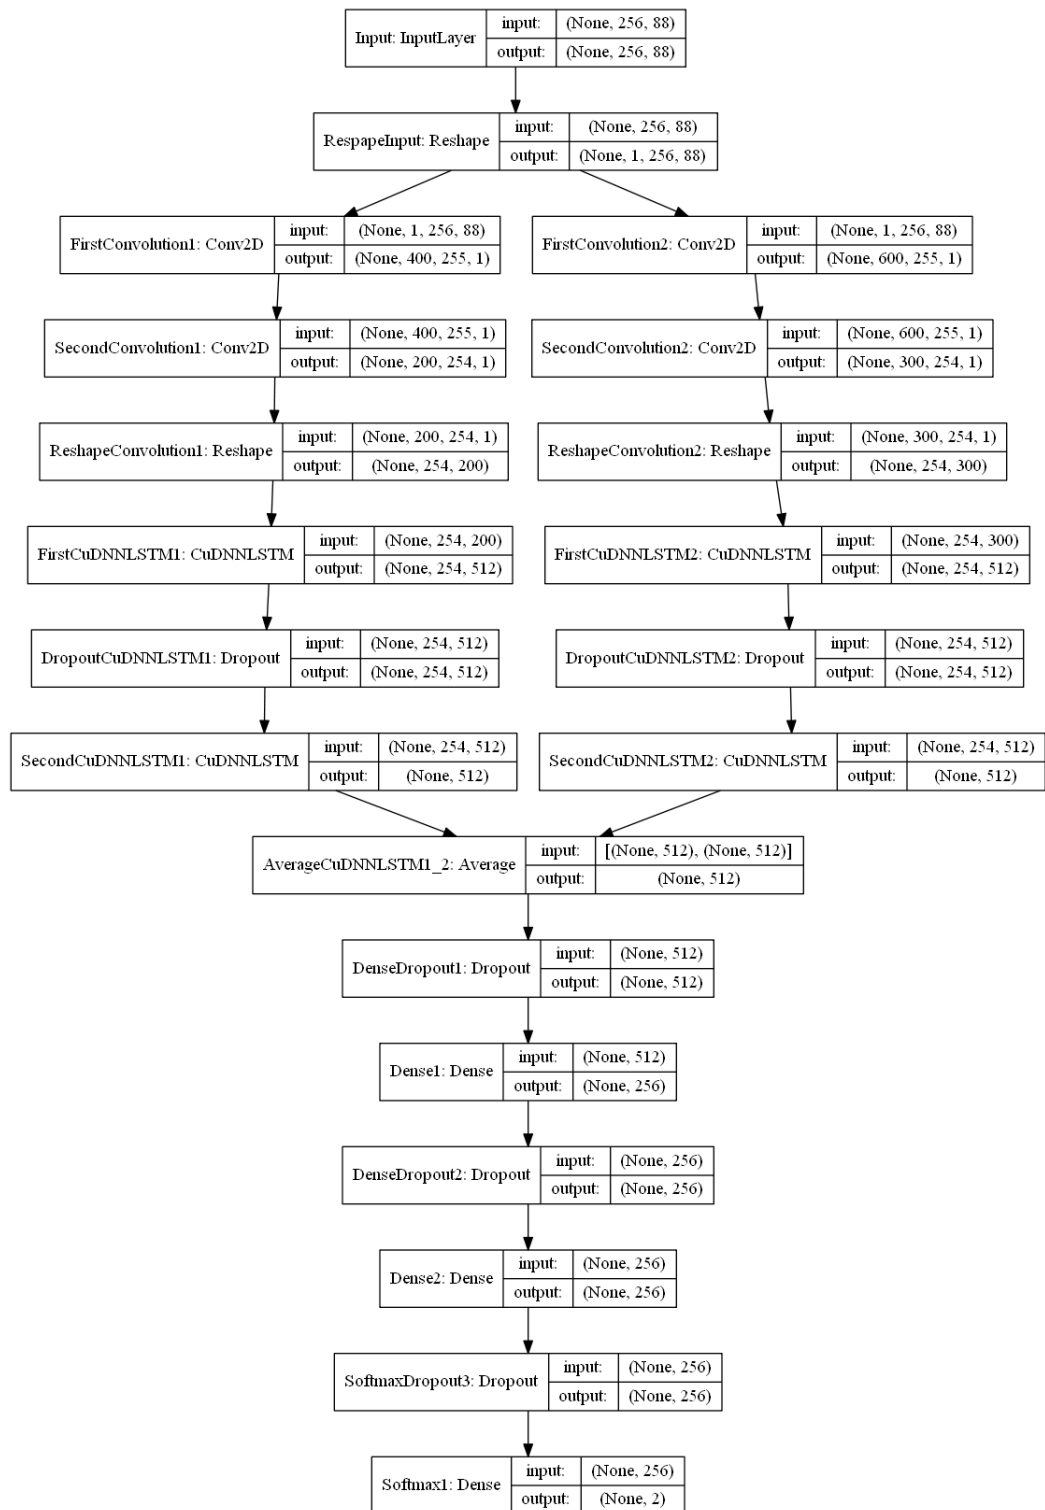 Input: InputLayer
input: (None, 256, 88)
output: (None, 256, 88)
RespapeInput: Reshape
input: (None, 256, 88)
output: (None, 1, 256, 88)
FirstConvolution1: Conv2D
input: (None, 1, 256, 88)
output: (None, 400, 255, 1)
FirstConvolution2: Conv2D
input: (None, 1, 256, 88)
output: (None, 600, 255, 1)
SecondConvolution1: Conv2D
input: (None, 400, 255, 1)
output: (None, 200, 254, 1)
SecondConvolution2: Conv2D
input: (None, 600, 255, 1)
output: (None, 300, 254, 1)
ReshapeConvolution1: Reshape
input: (None, 200, 254, 1)
output: (None, 254, 200)
ReshapeConvolution2: Reshape
input: (None, 300, 254, 1)
output: (None, 254, 300)
FirstCuDNNLSTM1: CuDNNLSTM
input: (None, 254, 200)
output: (None, 254, 512)
FirstCuDNNLSTM2: CuDNNLSTM
input: (None, 254, 300)
output: (None, 254, 512)
DropoutCuDNNLSTM1: Dropout
input: (None, 254, 512)
output: (None, 254, 512)
DropoutCuDNNLSTM2: Dropout
input: (None, 254, 512)
output: (None, 254, 512)
SecondCuDNNLSTM1: CuDNNLSTM
input: (None, 254, 512)
output: (None, 512)
SecondCuDNNLSTM2: CuDNNLSTM
input: (None, 254, 512)
output: (None, 512)
AverageCuDNNLSTM1_2: Average
input: [(None, 512), (None, 512)]
output: (None, 512)
DenseDropout1: Dropout
input: (None, 512)
output: (None, 512)
Dense1: Dense
input: (None, 512)
output: (None, 256)
DenseDropout2: Dropout
input: (None, 256)
output: (None, 256)
Dense2: Dense
input: (None, 256)
output: (None, 256)
SoftmaxDropout3: Dropout
input: (None, 256)
output: (None, 256)
Softmax1: Dense
input: (None, 256)
output: (None, 2)